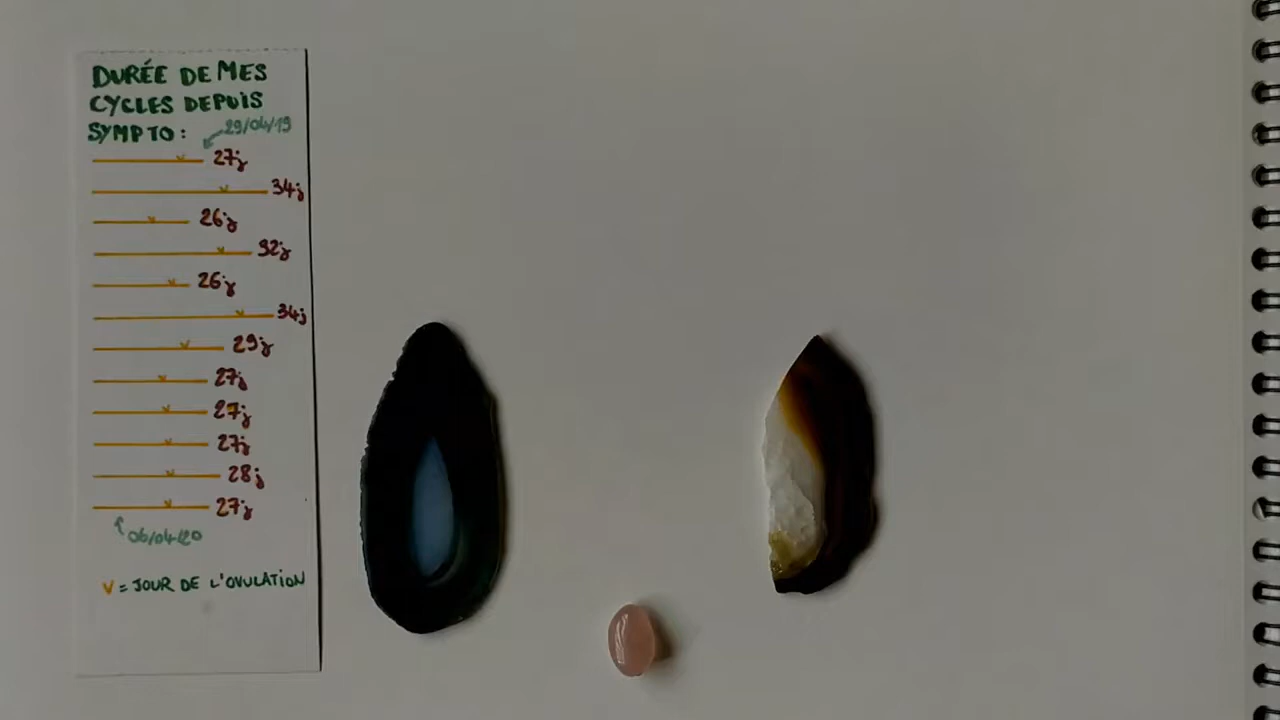 DURÉE DE MES
CYCLES DEPUIS
SYMPTO :
29/04/19
27j
34j
26j
32j
26j
34j
29j
27j
27j
27j
28j
27j
06/04/20
v = JOUR DE L'OVULATION